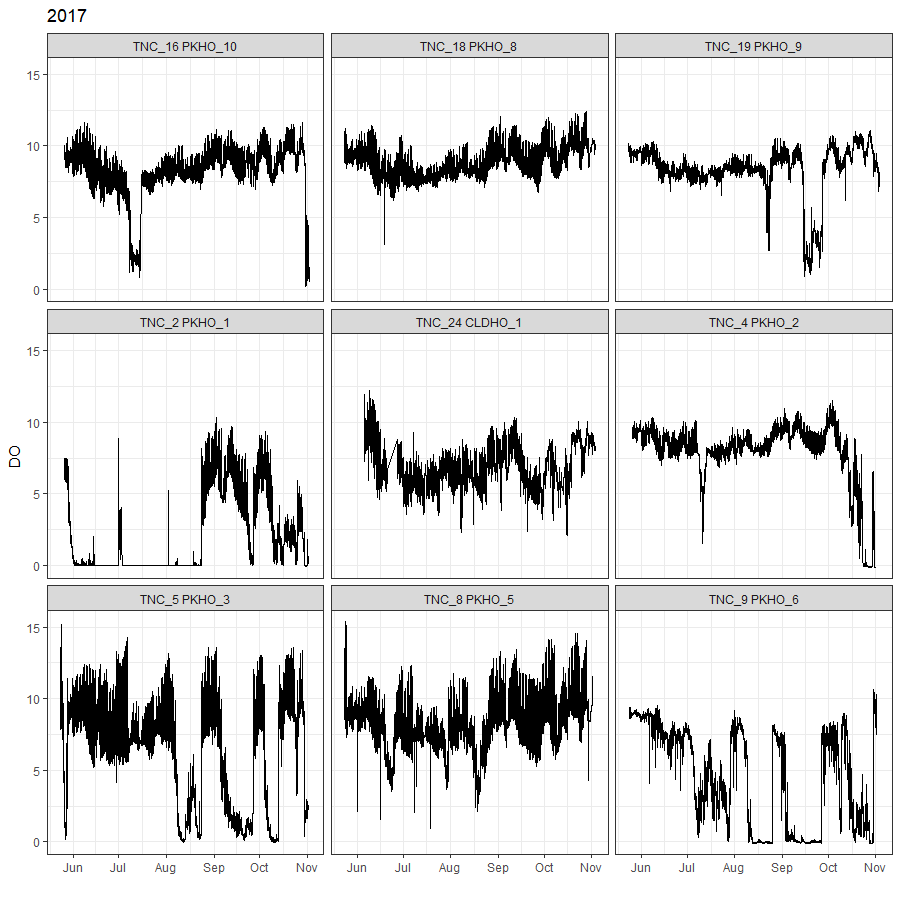 2017
TNC_16 PKHO_10
TNC_18 PKHO_8
TNC_19 PKHO_9
15
10
5
0
TNC_2 PKHO_1
TNC_24 CLDHO_1
TNC_4 PKHO_2
15
10
5
0
DO
TNC_5 PKHO_3
TNC_8 PKHO_5
TNC_9 PKHO_6
15
10
5
0
Jun Jul Aug Sep Oct Nov
Jun Jul Aug Sep Oct Nov
Jun Jul Aug Sep Oct Nov